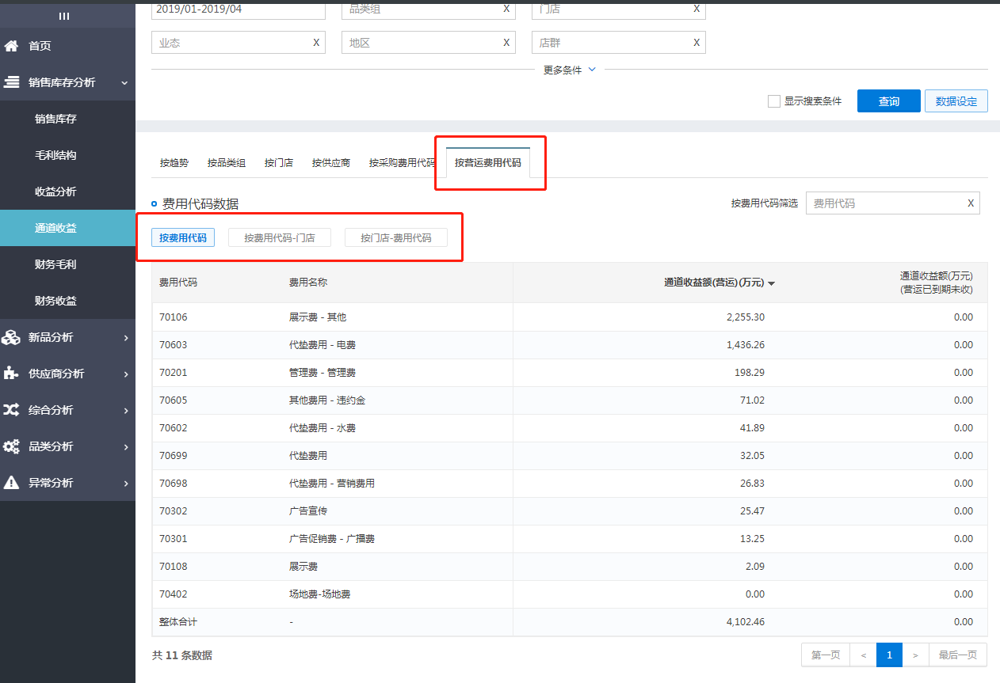 2019/01-2019/04 品类组 X 门店 X
业态 X 地区 X 店群 X
更多条件
显示搜索条件 查询 数据设定
首页
销售库存分析
销售库存
毛利结构
收益分析
通道收益
财务毛利
财务收益
新品分析
供应商分析
综合分析
品类分析
异常分析
按趋势 按品类组 按门店 按供应商 按采购费用代码 按营运费用代码
费用代码数据 按费用代码筛选 费用代码 X
按费用代码 按费用代码-门店 按门店-费用代码
费用代码 费用名称 通道收益额(营运)(万元) 通道收益额(万元)
(营运已到期未收)
70106 展示费 - 其他 2,255.30 0.00
70603 代垫费用 - 电费 1,436.26 0.00
70201 管理费 - 管理费 198.29 0.00
70605 其他费用 - 违约金 71.02 0.00
70602 代垫费用 - 水费 41.89 0.00
70699 代垫费用 32.05 0.00
70698 代垫费用 - 营销费用 26.83 0.00
70302 广告宣传 25.47 0.00
70301 广告促销费 - 广播费 13.25 0.00
70108 展示费 2.09 0.00
70402 场地费-场地费 0.00 0.00
整体合计 - 4,102.46 0.00
共 11 条数据 第一页 < 1 > 最后一页